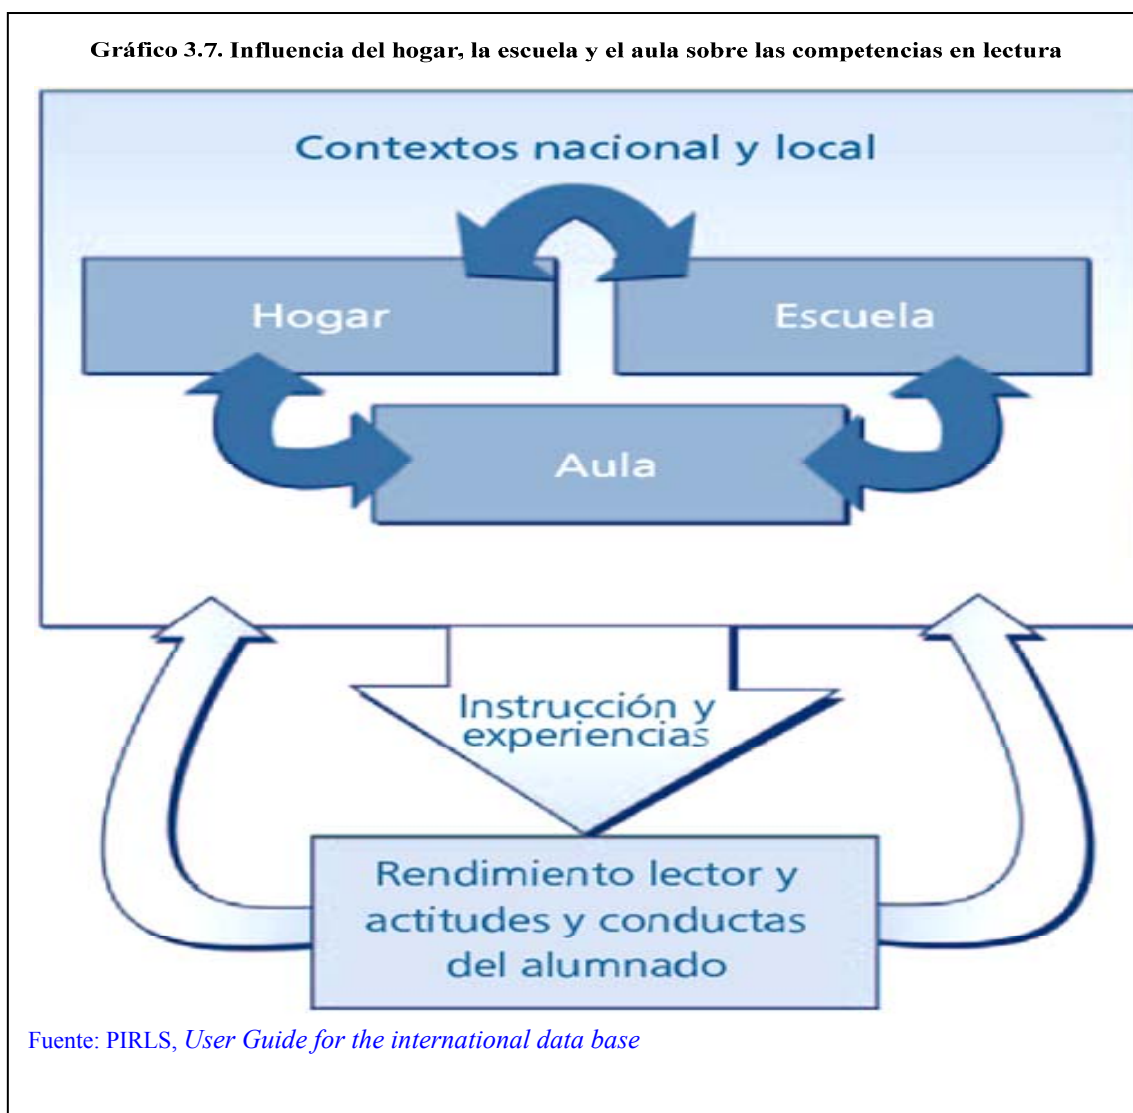 Gráfico 3.7. Influencia del hogar, la escuela y el aula sobre las competencias en lectura
Contextos nacional y local
Hogar
Escuela
Aula
Instrucción y
experiencias
Rendimiento lector y
actitudes y conductas
del alumnado
Fuente: PIRLS, User Guide for the international data base